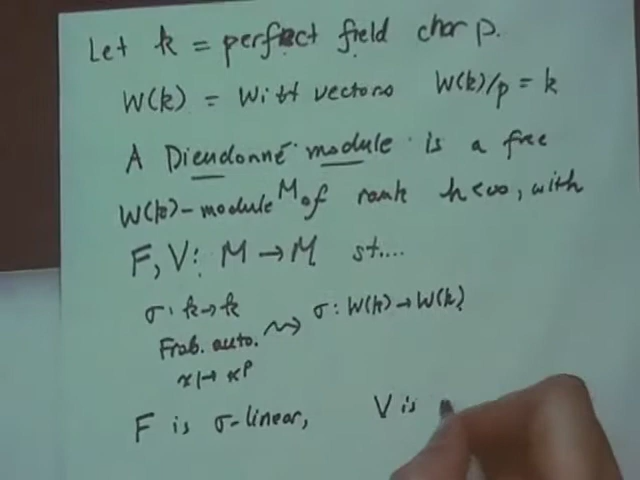 Let k = perfect field char p.
W(k) = Witt vectors W(k)/p = k
A Dieudonné module is a free
W(k)-module M of rank h<∞, with
F, V: M → M st....
σ: k → k
Frob. auto. ⇝ σ: W(k) → W(k)
x ↦ x^p
F is σ-linear, V is